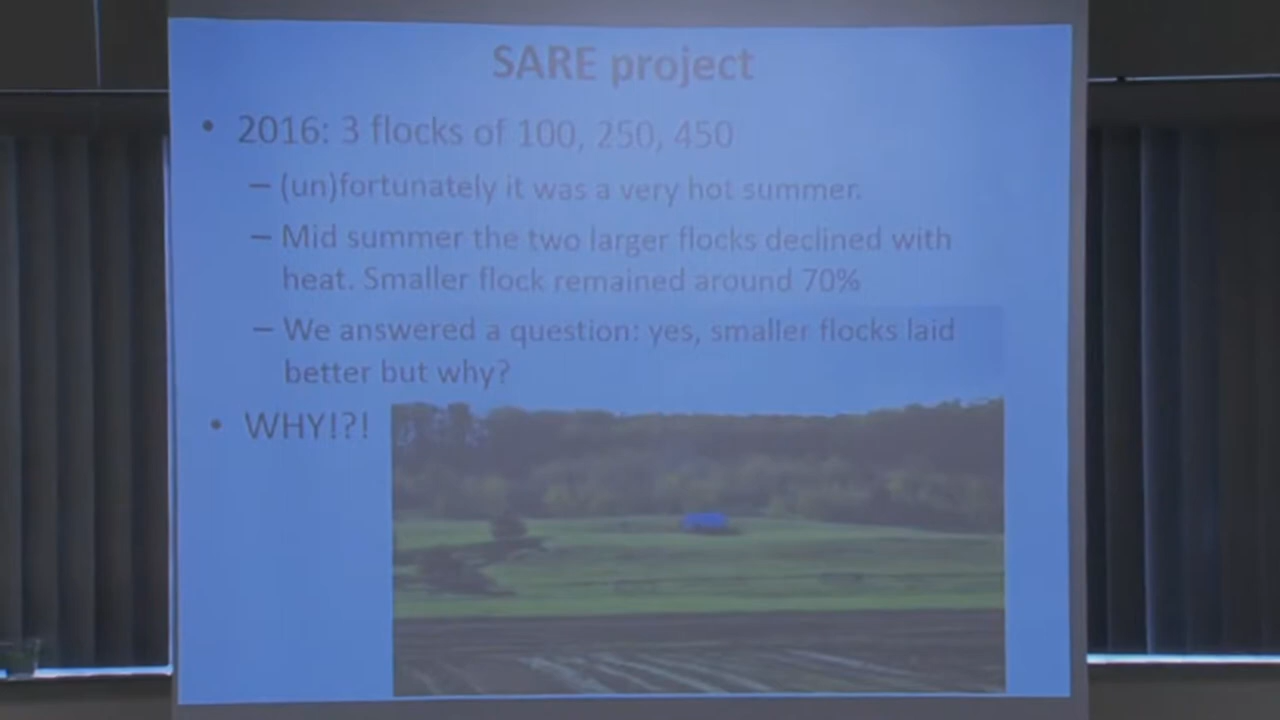 SARE project
• 2016: 3 flocks of 100, 250, 450
– (un)fortunately it was a very hot summer.
– Mid summer the two larger flocks declined with
heat. Smaller flock remained around 70%
– We answered a question: yes, smaller flocks laid
better but why?
• WHY!?!